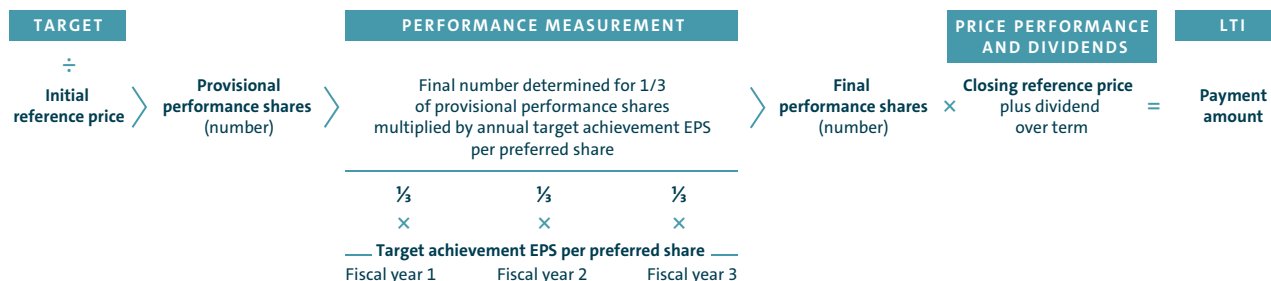 TARGET
÷
Initial
reference price
Provisional
performance shares
(number)
PERFORMANCE MEASUREMENT
Final number determined for 1/3
of provisional performance shares
multiplied by annual target achievement EPS
per preferred share
⅓ ⅓ ⅓
× × ×
Target achievement EPS per preferred share
Fiscal year 1 Fiscal year 2 Fiscal year 3
Final
performance shares
(number)
×
PRICE PERFORMANCE
AND DIVIDENDS
Closing reference price
plus dividend
over term
=
LTI
Payment
amount